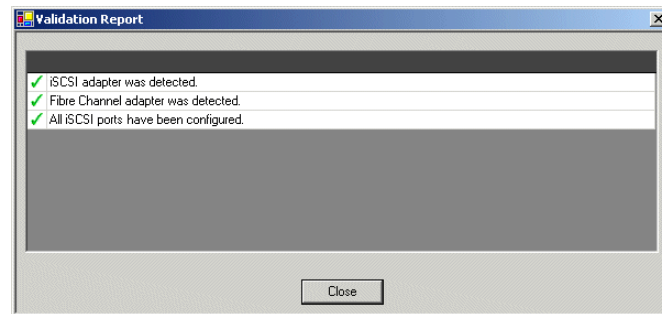 Validation Report
iSCSI adapter was detected.
Fibre Channel adapter was detected.
All iSCSI ports have been configured.
Close